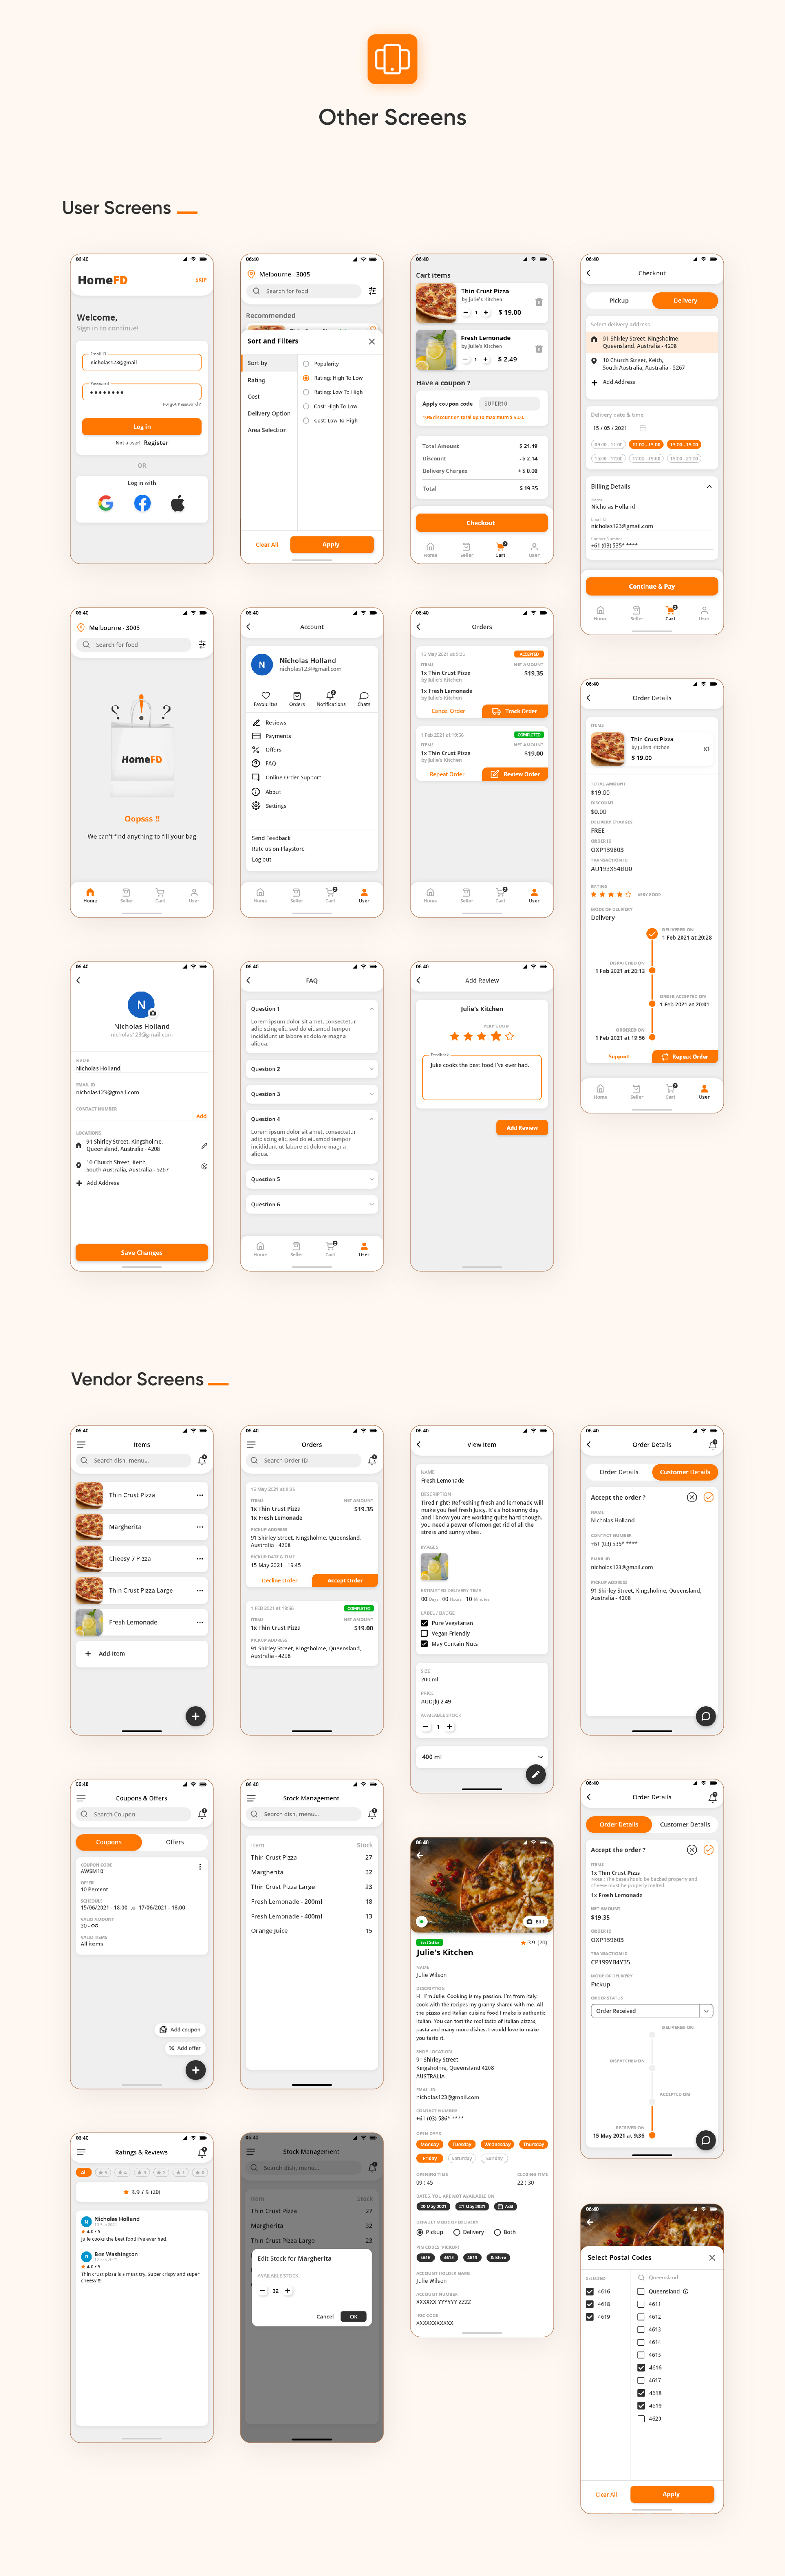 Other Screens
User Screens
06:40
HomeFD
SKIP
Welcome,
Sign in to continue!
Email ID
nicholas123@gmail
Password
Forgot Password ?
Log in
Not a user? Register
OR
Log in with
06:40
Melbourne - 3005
Search for food
Recommended
Sort and Filters
Sort by
Rating
Cost
Delivery Option
Area Selection
Popularity
Rating: High To Low
Rating: Low To High
Cost: High To Low
Cost: Low To High
Clear All
Apply
06:40
Cart items
Thin Crust Pizza
by Julie's Kitchen
1
$ 19.00
Fresh Lemonade
by Julie's Kitchen
1
$ 2.49
Have a coupon ?
Apply coupon code
SUPER10
Total Amount $ 21.49
Discount - $ 2.14
Delivery Charges + $ 0.00
Total $ 19.35
Checkout
Home Seller Cart User
06:40
Checkout
Pickup Delivery
Select delivery address
91 Shirley Street, Kingsholme,
Queensland, Australia - 4208
10 Church Street, Keith,
South Australia, Australia - 5267
Add Address
Delivery date & time
15 / 05 / 2021
Billing Details
Name
Nicholas Holland
Email ID
nicholas123@gmail.com
Contact Number
+61 (03) 535* ****
Continue & Pay
Home Seller Cart User
06:40
Melbourne - 3005
Search for food
HomeFD
Oopsss !!
We can't find anything to fill your bag
Home Seller Cart User
06:40
Account
N
Nicholas Holland
nicholas123@gmail.com
Favourites Orders Notifications Chats
Reviews
Payments
Offers
FAQ
Online Order Support
About
Settings
Send Feedback
Rate us on Playstore
Log out
Home Seller Cart User
06:40
Orders
15 May 2021 at 9:36
ACCEPTED
ITEMS NET AMOUNT
1x Thin Crust Pizza $19.35
by Julie's Kitchen
1x Fresh Lemonade
by Julie's Kitchen
Cancel Order
Track Order
1 Feb 2021 at 19:56
COMPLETED
ITEMS NET AMOUNT
1x Thin Crust Pizza $19.00
by Julie's Kitchen
Repeat Order
Review Order
Home Seller Cart User
06:40
Order Details
ITEMS
Thin Crust Pizza
by Julie's Kitchen
x1
$ 19.00
TOTAL AMOUNT
$19.00
DISCOUNT
$0.00
DELIVERY CHARGES
FREE
ORDER ID
OXP139803
TRANSACTION ID
AU193X54BU0
RATING
VERY GOOD
MODE OF DELIVERY
Delivery
DELIVERED ON
1 Feb 2021 at 20:28
DISPATCHED ON
1 Feb 2021 at 20:13
ORDER ACCEPTED ON
1 Feb 2021 at 20:01
ORDERED ON
1 Feb 2021 at 19:56
Support
Repeat Order
Home Seller Cart User
06:40
N
Nicholas Holland
nicholas123@gmail.com
NAME
Nicholas Holland
EMAIL ID
nicholas123@gmail.com
CONTACT NUMBER
Add
LOCATIONS
91 Shirley Street, Kingsholme,
Queensland, Australia - 4208
10 Church Street, Keith,
South Australia, Australia - 5267
Add Address
Save Changes
06:40
FAQ
Question 1
Lorem ipsum dolor sit amet, consectetur
adipiscing elit, sed do eiusmod tempor
incididunt ut labore et dolore magna
aliqua.
Question 2
Question 3
Question 4
Lorem ipsum dolor sit amet, consectetur
adipiscing elit, sed do eiusmod tempor
incididunt ut labore et dolore magna
aliqua.
Question 5
Question 6
Home Seller Cart User
06:40
Add Review
Julie's Kitchen
VERY GOOD
Feedback
Julie cooks the best food I've ever had.
Add Review
Vendor Screens
06:40
Items
Search dish, menu...
Thin Crust Pizza
Margherita
Cheesy 7 Pizza
Thin Crust Pizza Large
Fresh Lemonade
Add Item
06:40
Orders
Search Order ID
15 May 2021 at 9:36
ITEMS NET AMOUNT
1x Thin Crust Pizza $19.35
1x Fresh Lemonade
PICKUP ADDRESS
91 Shirley Street, Kingsholme, Queensland,
Australia - 4208
PICKUP DATE & TIME
15 May 2021 - 10:45
Decline Order
Accept Order
1 FEB 2021 at 19:56
COMPLETED
ITEMS NET AMOUNT
1x Thin Crust Pizza $19.00
PICKUP ADDRESS
91 Shirley Street, Kingsholme, Queensland,
Australia - 4208
06:40
View Item
NAME
Fresh Lemonade
DESCRIPTION
Tired right? Refreshing fresh and lemonade will
make you feel fresh Juicy. It's a hot sunny day
and I know you are working quite hard though.
you need a power of lemon get rid of all the
stress and sunny vibes.
IMAGES
ESTIMATED DELIVERY TIME
00 Days 00 Hours 10 Minutes
LABEL / BADGE
Pure Vegetarian
Vegan Friendly
May Contain Nuts
SIZE
200 ml
PRICE
AUD($) 2.49
AVAILABLE STOCK
1
400 ml
06:40
Order Details
Order Details Customer Details
Accept the order ?
NAME
Nicholas Holland
CONTACT NUMBER
+61 (03) 535* ****
EMAIL ID
nicholas123@gmail.com
PICKUP ADDRESS
91 Shirley Street, Kingsholme, Queensland,
Australia - 4208
06:40
Coupons & Offers
Search Coupon
Coupons Offers
COUPON CODE
AWSM10
OFFER
10 Percent
SCHEDULE
15/06/2021 - 18:00 to 17/06/2021 - 18:00
VALID AMOUNT
VALID ITEMS
All items
Add coupon
Add offer
06:40
Stock Management
Search dish, menu...
Item Stock
Thin Crust Pizza 27
Margherita 32
Thin Crust Pizza Large 23
Fresh Lemonade - 200ml 18
Fresh Lemonade - 400ml 13
Orange Juice 15
06:40
Edit
Best Seller
3.9 (20)
Julie's Kitchen
NAME
Julie Wilson
DESCRIPTION
Hi, I'm Julie. Cooking is my passion. I'm from Italy. I
cook with the recipes my granny shared with me. All
the pizzas and Italian cuisine food I make is authentic
Italian. You can test the real taste of Italian pizzas,
pasta and many more dishes. I would love to make
you taste it.
SHOP LOCATION
91 Shirley Street
Kingsholme, Queensland 4208
AUSTRALIA
EMAIL ID
nicholas123@gmail.com
CONTACT NUMBER
+61 (03) 586* ****
OPEN DAYS
Monday Tuesday Wednesday Thursday
Friday Saturday Sunday
OPENING TIME CLOSING TIME
09 : 45 22 : 30
DATES, YOU ARE NOT AVAILABLE ON
20 May 2021 21 May 2021 Add
DEFAULT MODE OF DELIVERY
Pickup Delivery Both
PIN CODES (PICKUP)
4616 4618 4619 & More
ACCOUNT HOLDER NAME
Julie Wilson
ACCOUNT NUMBER
XXXXXX YYYYYY ZZZZ
IFSC CODE
XXXXXXXXXXX
06:40
Order Details
Order Details Customer Details
Accept the order ?
ITEMS
1x Thin Crust Pizza
Note : The base should be backed properly and
cheese must be properly melted.
1x Fresh Lemonade
NET AMOUNT
$19.35
ORDER ID
OXP139803
TRANSACTION ID
CP199YB4Y35
MODE OF DELIVERY
Pickup
ORDER STATUS
Order Received
DELIVERED ON
DISPATCHED ON
ACCEPTED ON
RECEIVED ON
15 May 2021 at 9:36
06:40
Ratings & Reviews
All
3.9 / 5 (20)
Nicholas Holland
4.0 / 5
Julie cooks the best food I've ever had.
Ben Washington
4.0 / 5
Thin crust pizza is a must try, super crispy and super
cheesy !!!
06:40
Stock Management
Search dish, menu...
Item Stock
Thin Crust Pizza 27
Margherita 32
Thin Crust Pizza Large 23
Edit Stock for Margherita
AVAILABLE STOCK
32
Cancel OK
06:40
Select Postal Codes
SELECTED
4616
4618
4619
Queensland
Queensland
4611
4612
4613
4614
4615
4616
4617
4618
4619
4620
Clear All
Apply